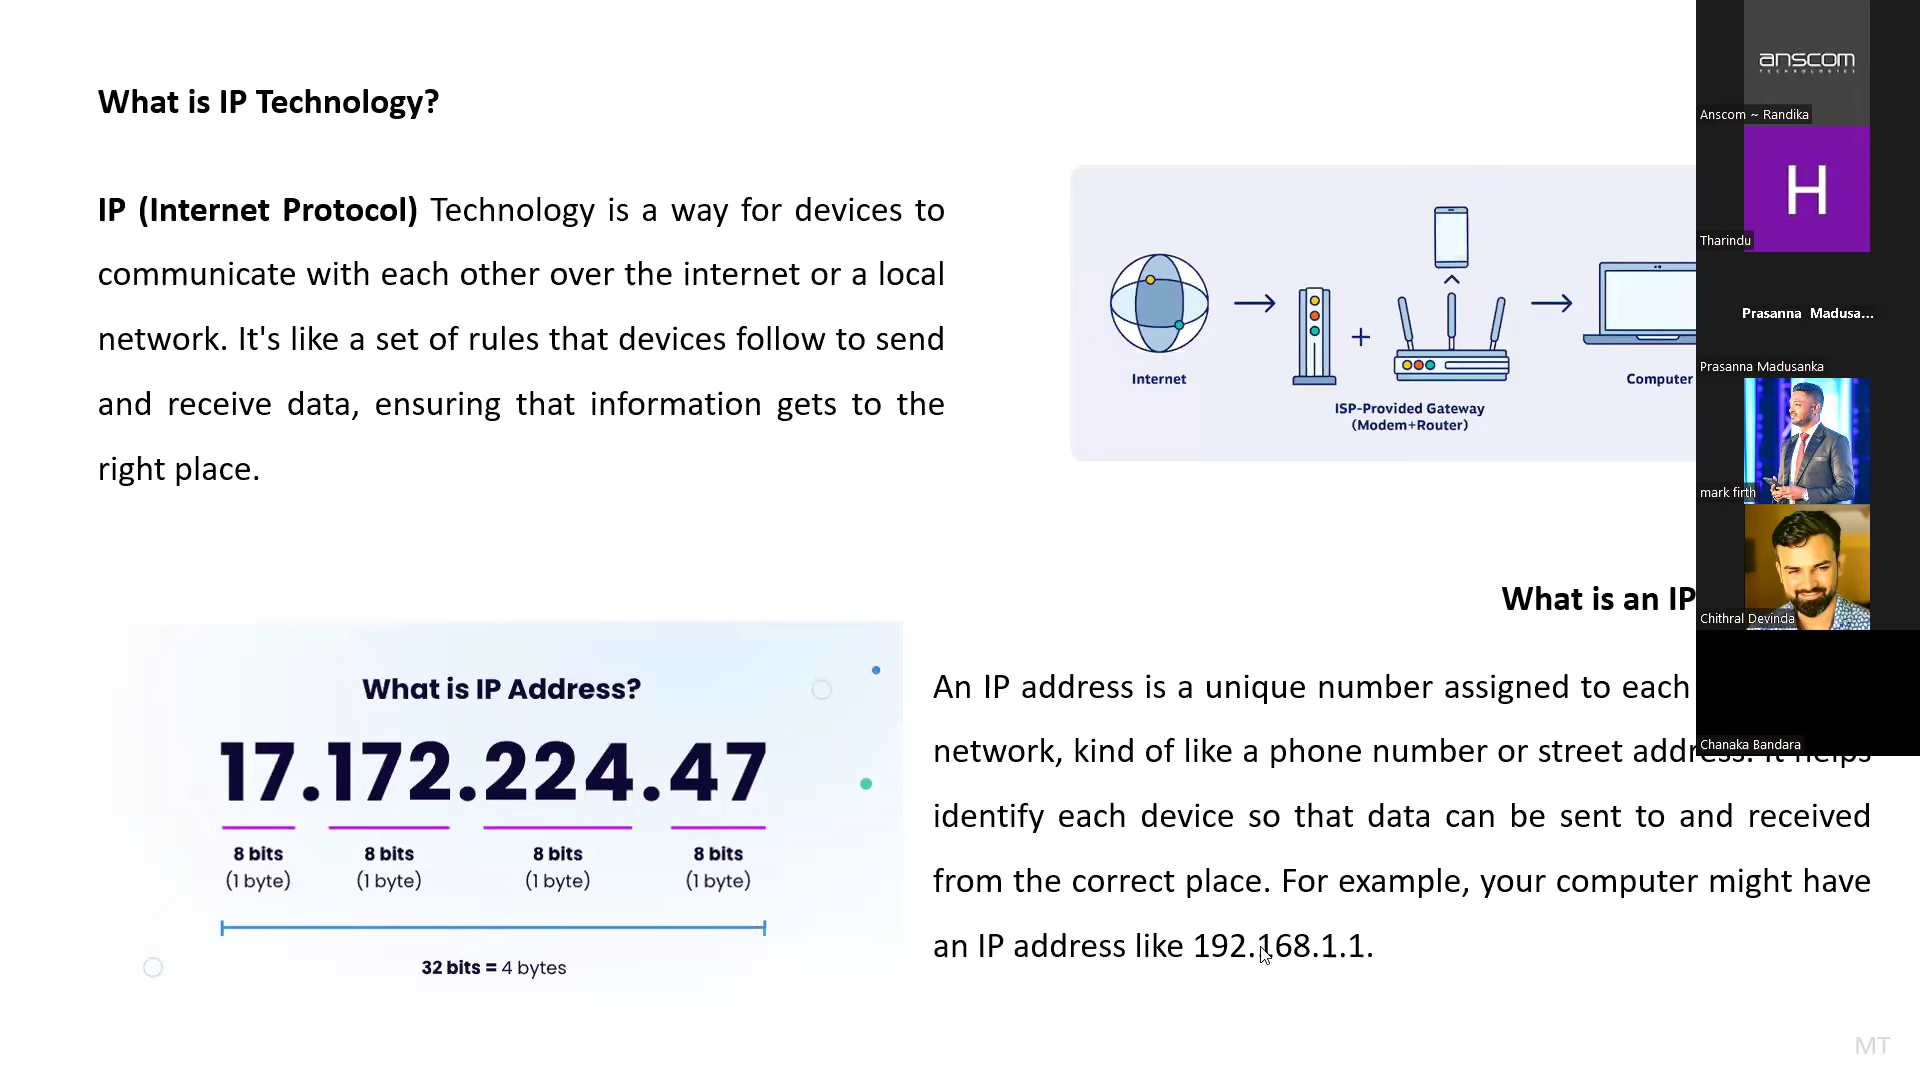 What is IP Technology?
IP (Internet Protocol) Technology is a way for devices to
communicate with each other over the internet or a local
network. It's like a set of rules that devices follow to send
and receive data, ensuring that information gets to the
right place.
Internet
ISP-Provided Gateway
(Modem+Router)
Computer
What is IP Address?
17.172.224.47
8 bits 8 bits 8 bits 8 bits
(1 byte) (1 byte) (1 byte) (1 byte)
32 bits = 4 bytes
What is an IP
An IP address is a unique number assigned to each
network, kind of like a phone number or street address. It helps
identify each device so that data can be sent to and received
from the correct place. For example, your computer might have
an IP address like 192.168.1.1.
anscom
TECHNOLOGIES
Anscom ~ Randika
H
Tharindu
Prasanna Madusa...
Prasanna Madusanka
mark firth
Chithral Devinda
Chanaka Bandara
MT